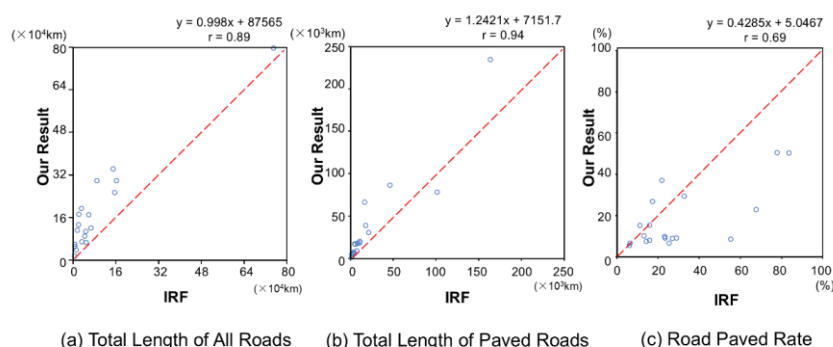 y = 0.998x + 87565
r = 0.89
(×10⁴km)
80
64
48
32
16
0
Our Result
0 16 32 48 64 80
IRF
(×10⁴km)
(a) Total Length of All Roads
y = 1.2421x + 7151.7
r = 0.94
(×10³km)
250
200
150
100
50
0
Our Result
0 50 100 150 200 250
IRF
(×10³km)
(b) Total Length of Paved Roads
y = 0.4285x + 5.0467
r = 0.69
(%)
100
80
60
40
20
0
Our Result
0 20 40 60 80 100
IRF
(%)
(c) Road Paved Rate